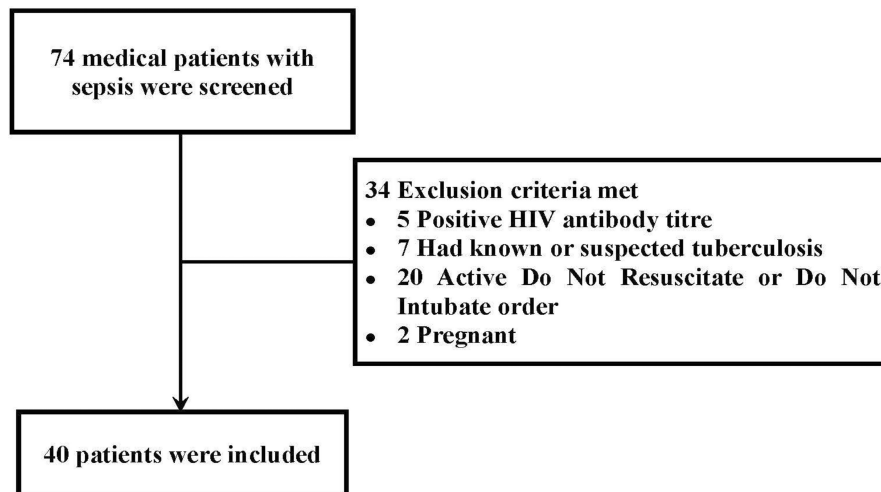 74 medical patients with
sepsis were screened
34 Exclusion criteria met
• 5 Positive HIV antibody titre
• 7 Had known or suspected tuberculosis
• 20 Active Do Not Resuscitate or Do Not
Intubate order
• 2 Pregnant
40 patients were included